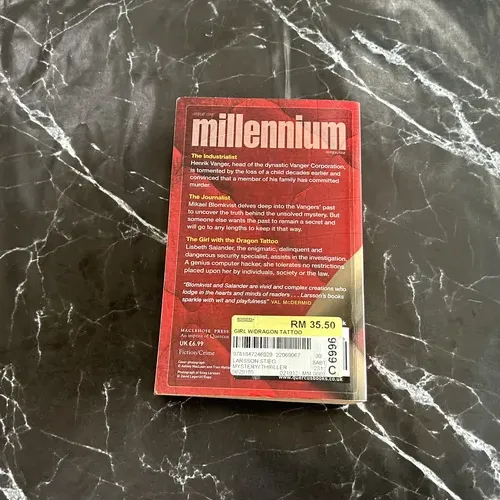 millennium
magazine
The Industrialist
Henrik Vanger, head of the dynastic Vanger Corporation,
is tormented by the loss of a child decades earlier and
convinced that a member of his family has committed
murder.
The Journalist
Mikael Blomkvist delves deep into the Vangers' past
to uncover the truth behind the unsolved mystery. But
someone else wants the past to remain a secret and
will go to any lengths to keep it that way.
The Girl with the Dragon Tattoo
Lisbeth Salander, the enigmatic, delinquent and
dangerous security specialist, assists in the investigation.
A genius computer hacker, she tolerates no restrictions
placed upon her by individuals, society or the law.
"Blomkvist and Salander are vivid and complex creations who
lodge in the hearts and minds of readers . . . Larsson's books
sparkle with wit and playfulness" VAL McDERMID
MACLEHOSE PRESS
An imprint of Quercus
UK £6.99
Fiction/Crime
RM 35.50
GIRL W/DRAGON TATTOO
LARSSON STIEG
MYSTERY/THRILLER
C 6666
www.quercusbooks.co.uk